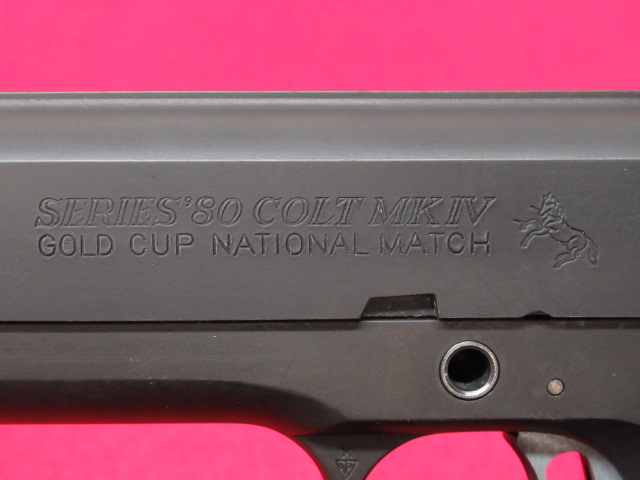 SERIES'80 COLT MK IV
GOLD CUP NATIONAL MATCH